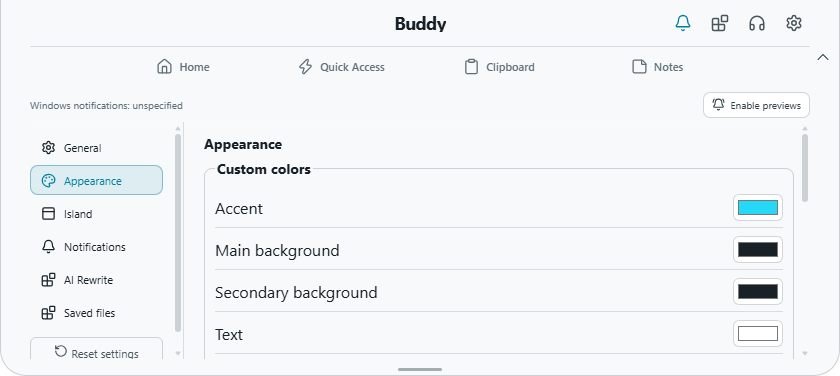 Buddy
Home
Quick Access
Clipboard
Notes
Windows notifications: unspecified
Enable previews
General
Appearance
Island
Notifications
AI Rewrite
Saved files
Reset settings
Appearance
Custom colors
Accent
Main background
Secondary background
Text